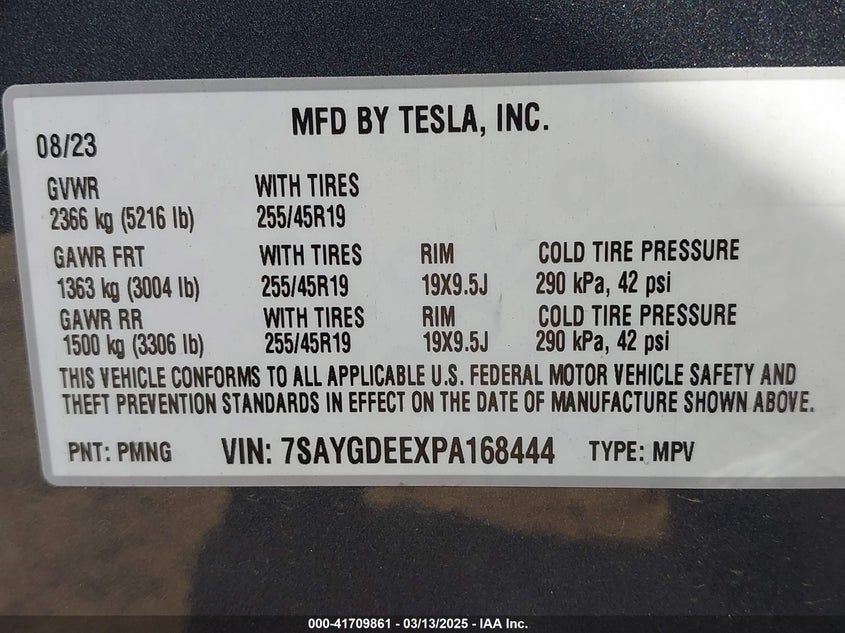 MFD BY TESLA, INC.
08/23
GVWR WITH TIRES
2366 kg (5216 lb) 255/45R19
GAWR FRT WITH TIRES RIM COLD TIRE PRESSURE
1363 kg (3004 lb) 255/45R19 19X9.5J 290 kPa, 42 psi
GAWR RR WITH TIRES RIM COLD TIRE PRESSURE
1500 kg (3306 lb) 255/45R19 19X9.5J 290 kPa, 42 psi
THIS VEHICLE CONFORMS TO ALL APPLICABLE U.S. FEDERAL MOTOR VEHICLE SAFETY AND
THEFT PREVENTION STANDARDS IN EFFECT ON THE DATE OF MANUFACTURE SHOWN ABOVE.
PNT: PMNG VIN: 7SAYGDEEXPA168444 TYPE: MPV
000-41709861 / 03/13/2025 - IAA Inc.